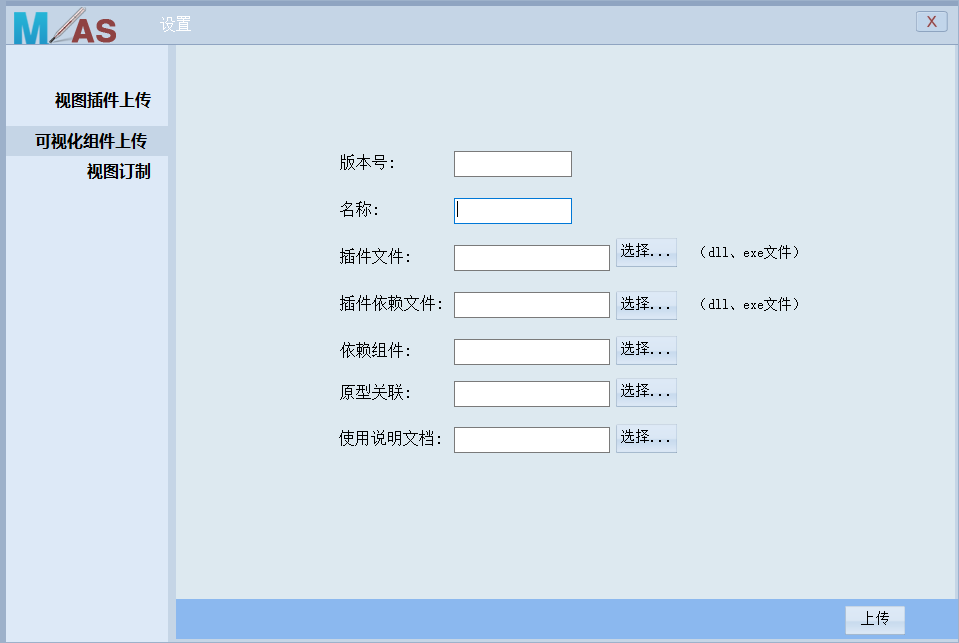 MAS 设置 X
视图插件上传
可视化组件上传
视图订制
版本号:
名称:
插件文件: 选择... （dll、exe文件）
插件依赖文件: 选择... （dll、exe文件）
依赖组件: 选择...
原型关联: 选择...
使用说明文档: 选择...
上传